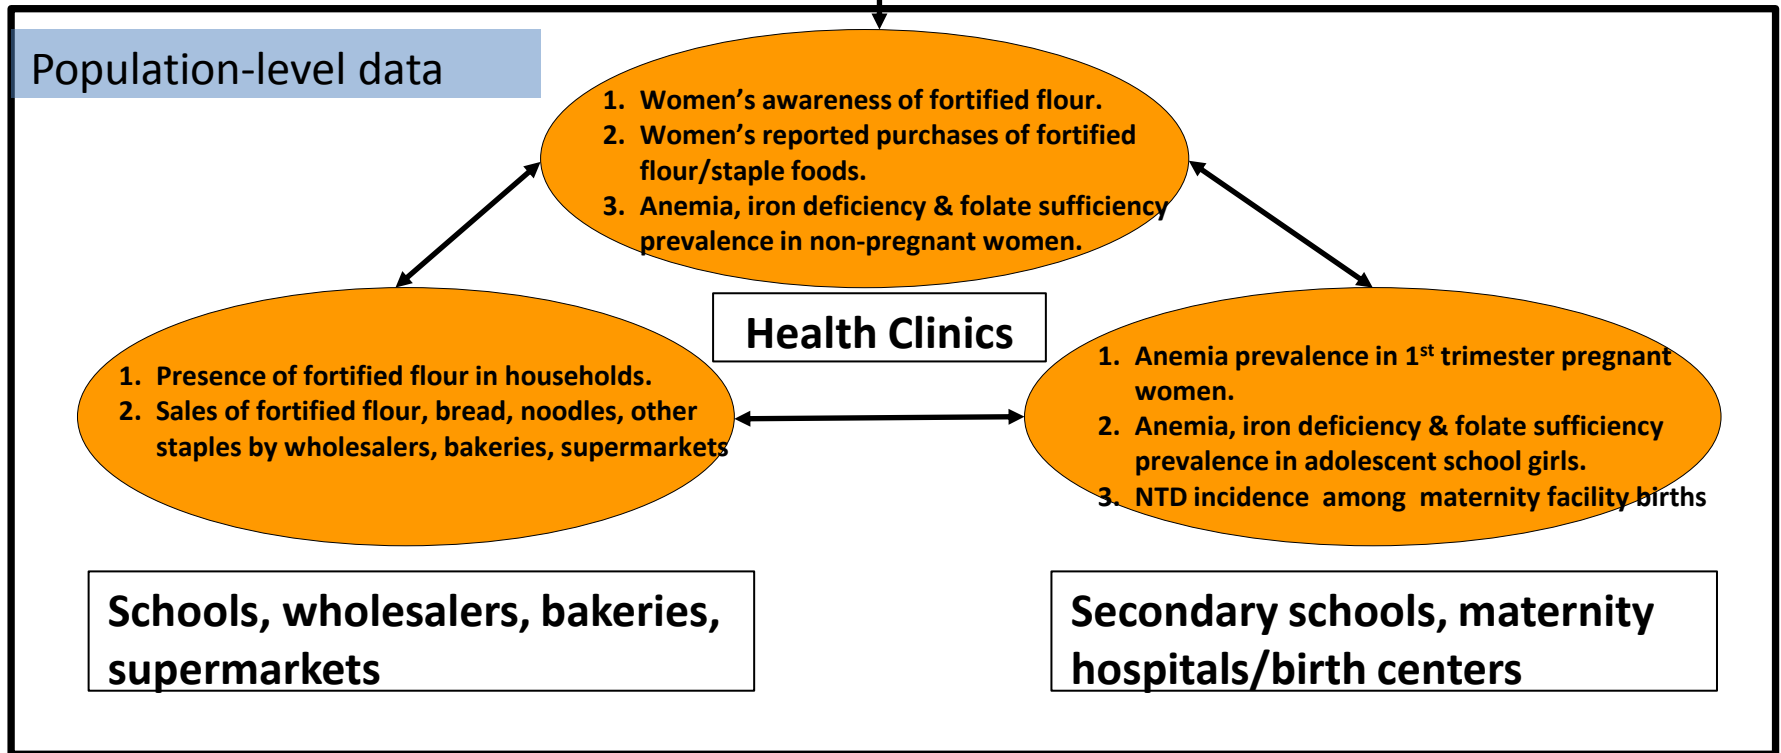 Population-level data
1. Women’s awareness of fortified flour.
2. Women’s reported purchases of fortified
flour/staple foods.
3. Anemia, iron deficiency & folate sufficiency
prevalence in non-pregnant women.
Health Clinics
1. Presence of fortified flour in households.
2. Sales of fortified flour, bread, noodles, other
staples by wholesalers, bakeries, supermarkets
1. Anemia prevalence in 1st trimester pregnant
women.
2. Anemia, iron deficiency & folate sufficiency
prevalence in adolescent school girls.
3. NTD incidence among maternity facility births
Schools, wholesalers, bakeries,
supermarkets
Secondary schools, maternity
hospitals/birth centers